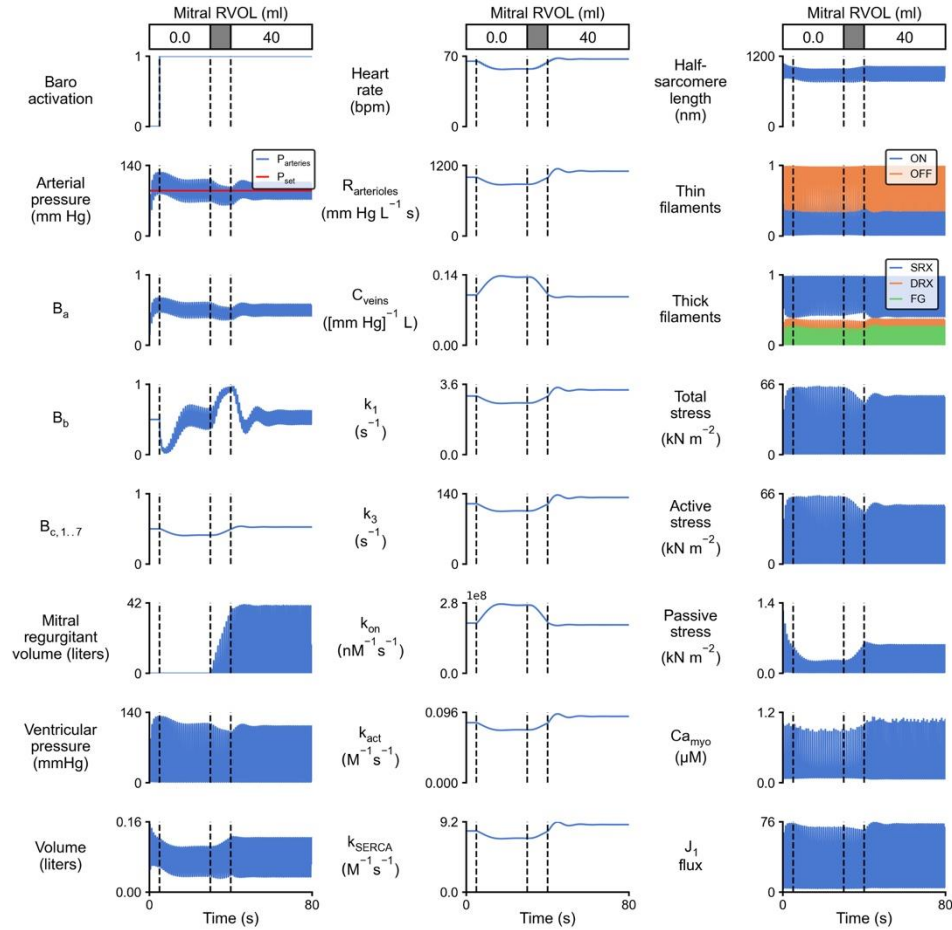 Mitral RVOL (ml)
0.0 40
Baro
activation
1
0
Arterial
pressure
(mm Hg)
140
0
P_arteries
P_set
B_a
1
0
B_b
1
0
B_c, 1..7
1
0
Mitral
regurgitant
volume (liters)
42
0
Ventricular
pressure
(mmHg)
140
0
Volume
(liters)
0.16
0.00
0 80
Time (s)
Mitral RVOL (ml)
0.0 40
Heart
rate
(bpm)
70
0
R_arterioles
(mm Hg L⁻¹ s)
1200
0
C_veins
([mm Hg]⁻¹ L)
0.14
0.00
k₁
(s⁻¹)
3.6
0.0
k₃
(s⁻¹)
140
0
k_on
(nM⁻¹s⁻¹)
1e8
2.8
0.0
k_act
(M⁻¹s⁻¹)
0.096
0.000
k_SERCA
(M⁻¹s⁻¹)
9.2
0.0
0 80
Time (s)
Mitral RVOL (ml)
0.0 40
Half-
sarcomere
length
(nm)
1200
0
Thin
filaments
1
0
ON
OFF
Thick
filaments
1
0
SRX
DRX
FG
Total
stress
(kN m⁻²)
66
0
Active
stress
(kN m⁻²)
66
0
Passive
stress
(kN m⁻²)
1.4
0.0
Ca_myo
(µM)
1.2
0.0
J₁
flux
76
0
0 80
Time (s)